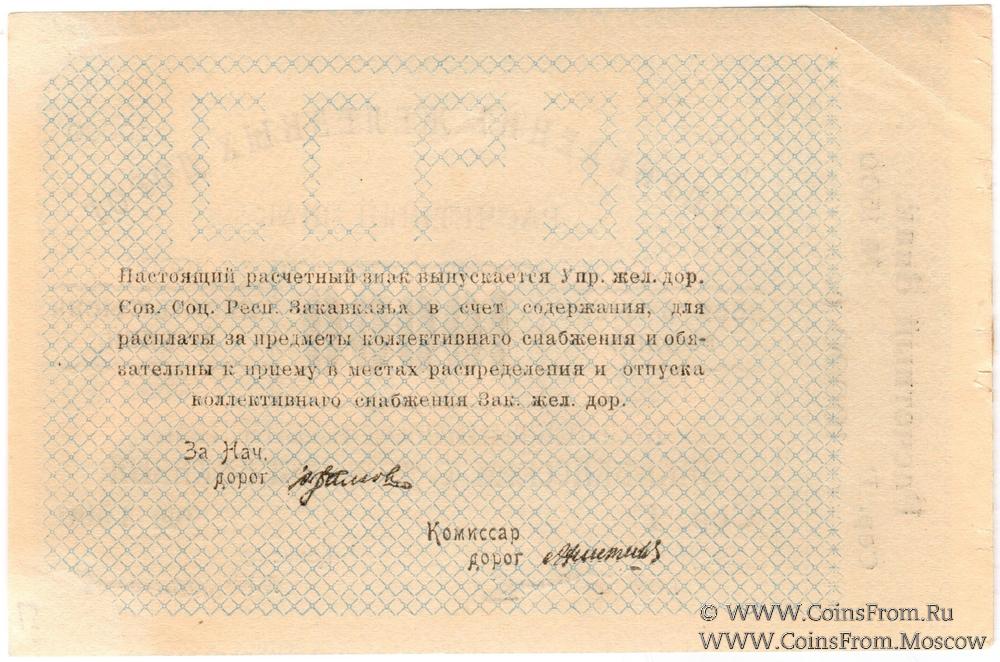 Настоящий расчетный знак выпускается Упр. жел. дор.
Сов. Соц. Респ. Закавказья в счет содержания, для
расплаты за предметы коллективнаго снабжения и обя-
зательны к приему в местах распределения и отпуска
коллективнаго снабжения Зак. жел. дор.
За Нач.
дорог
Комиссар
дорог
© WWW.CoinsFrom.Ru
WWW.CoinsFrom.Moscow